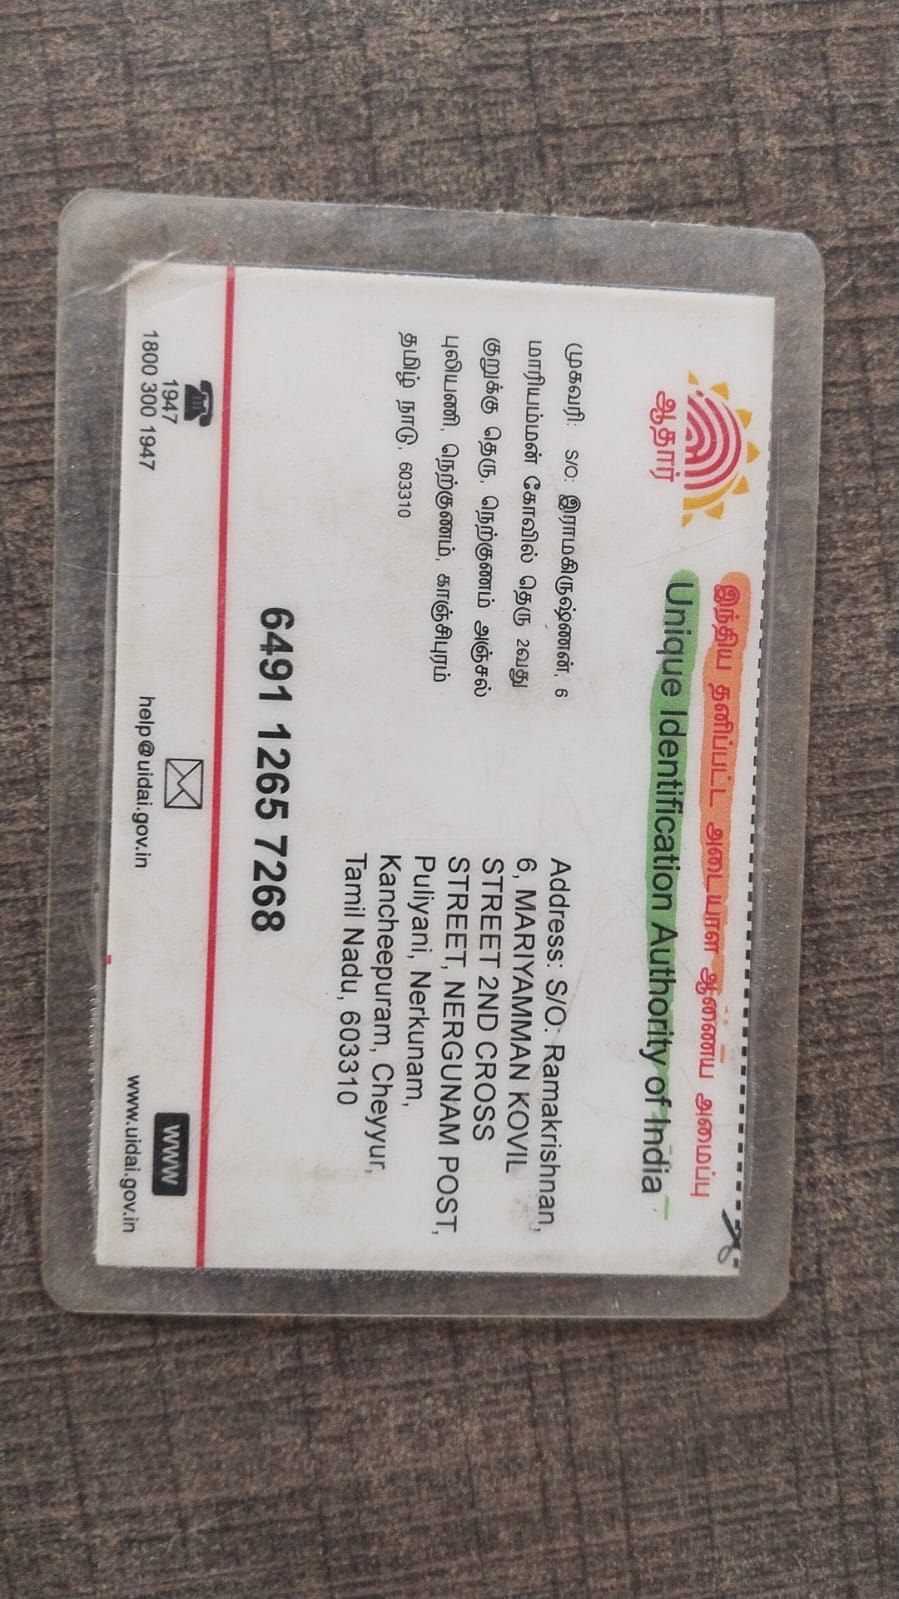 ஆதார்
இந்திய தனிப்பட்ட அடையாள ஆணைய அமைப்பு
Unique Identification Authority of India
முகவரி: S/O: இராமகிருஷ்ணன், 6
மாரியம்மன் கோவில் தெரு 2வது
குறுக்கு தெரு, நெற்குணம் அஞ்சல்
புலியணி, நெற்குணம், காஞ்சிபுரம்
தமிழ் நாடு, 603310
Address: S/O: Ramakrishnan,
6, MARIYAMMAN KOVIL
STREET 2ND CROSS
STREET, NERGUNAM POST,
Puliyani, Nerkunam,
Kancheepuram, Cheyyur,
Tamil Nadu, 603310
6491 1265 7268
1947
1800 300 1947
help@uidai.gov.in
WWW
www.uidai.gov.in